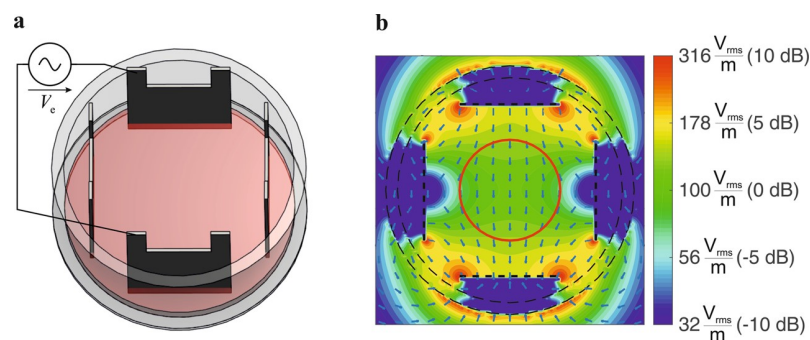 a
b
V_e
316 V_rms/m (10 dB)
178 V_rms/m (5 dB)
100 V_rms/m (0 dB)
56 V_rms/m (-5 dB)
32 V_rms/m (-10 dB)